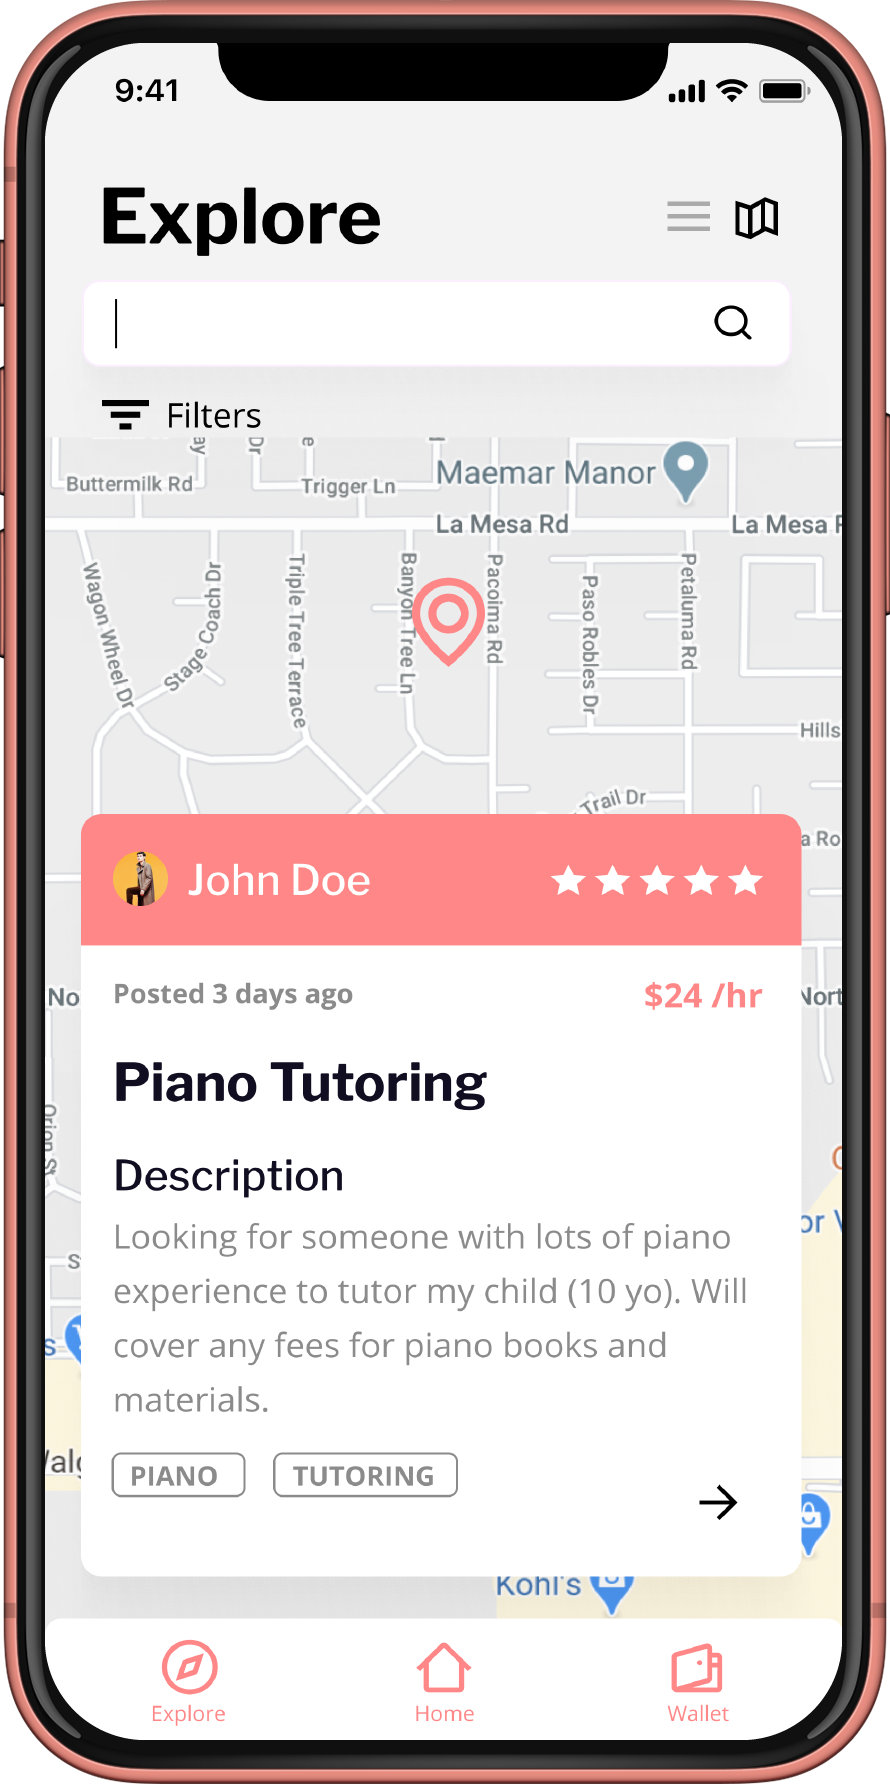 9:41
Explore
Filters
ay
Dr
e
Buttermilk Rd
Trigger Ln
Maemar Manor
La Mesa Rd
La Mesa R
Wagon Wheel Dr
Stage Coach Dr
Triple Tree Terrace
Banyon Tree Ln
Pacoima Rd
Paso Robles Dr
Petaluma Rd
Hills
Trail Dr
a Ro
John Doe
Posted 3 days ago
$24 /hr
No
Nort
Piano Tutoring
Orion St
Description
or
Looking for someone with lots of piano
experience to tutor my child (10 yo). Will
cover any fees for piano books and
materials.
S
s
Walg
PIANO
TUTORING
Kohl's
Explore
Home
Wallet